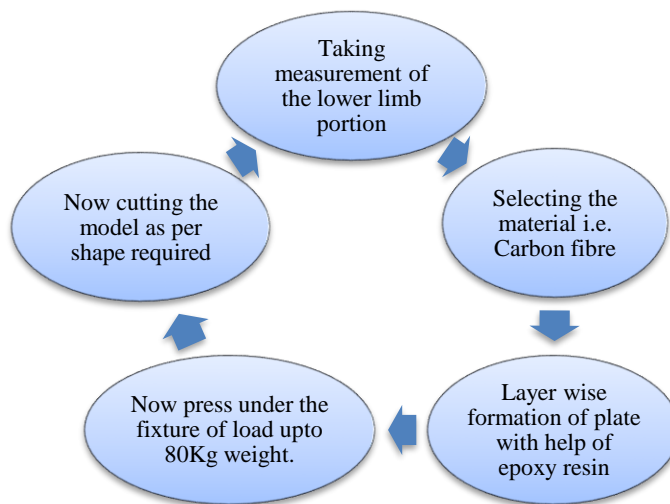 Taking
measurement of
the lower limb
portion
Selecting the
material i.e.
Carbon fibre
Layer wise
formation of plate
with help of
epoxy resin
Now press under the
fixture of load upto
80Kg weight.
Now cutting the
model as per
shape required